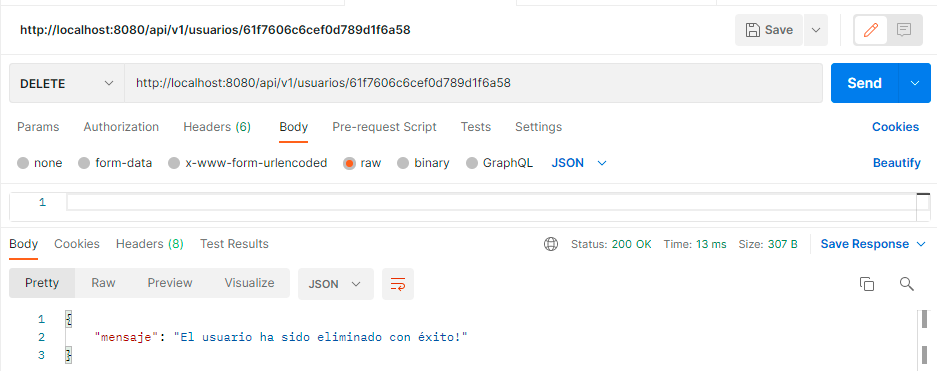 http://localhost:8080/api/v1/usuarios/61f7606c6cef0d789d1f6a58
Save
DELETE
http://localhost:8080/api/v1/usuarios/61f7606c6cef0d789d1f6a58
Send
Params Authorization Headers (6) Body Pre-request Script Tests Settings Cookies
none form-data x-www-form-urlencoded raw binary GraphQL JSON Beautify
1
Body Cookies Headers (8) Test Results Status: 200 OK Time: 13 ms Size: 307 B Save Response
Pretty Raw Preview Visualize JSON
1 {
2 "mensaje": "El usuario ha sido eliminado con éxito!"
3 }